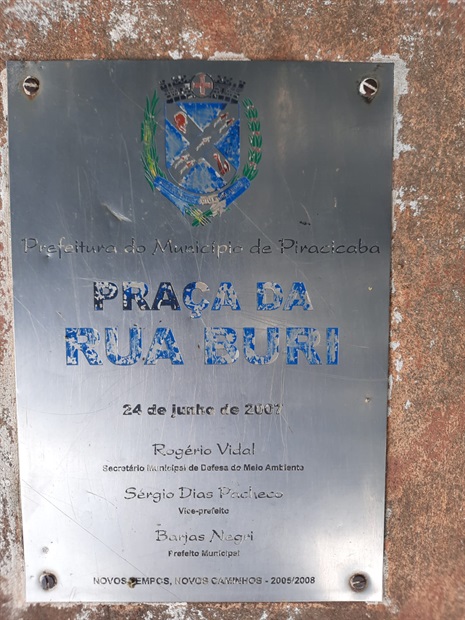 Prefeitura do Município de Piracicaba
PRAÇA DA
RUA BURI
24 de junho de 2007
Rogério Vidal
Secretário Municipal de Defesa do Meio Ambiente
Sérgio Dias Pacheco
Vice-prefeito
Barjas Negri
Prefeito Municipal
NOVOS TEMPOS, NOVOS CAMINHOS - 2005/2008